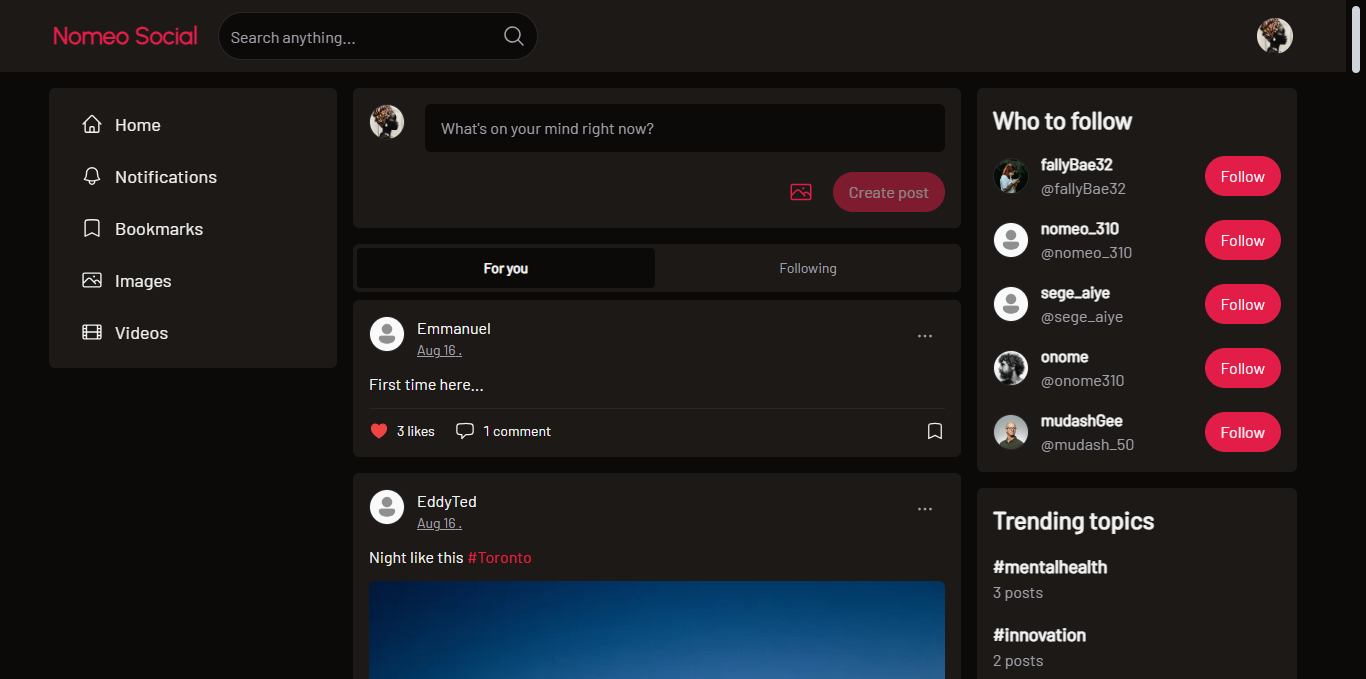 Nomeo Social
Search anything...
Home
Notifications
Bookmarks
Images
Videos
What's on your mind right now?
Create post
For you
Following
Emmanuel
Aug 16 .
First time here...
3 likes
1 comment
EddyTed
Aug 16 .
Night like this #Toronto
Who to follow
fallyBae32
@fallyBae32
Follow
nomeo_310
@nomeo_310
Follow
sege_aiye
@sege_aiye
Follow
onome
@onome310
Follow
mudashGee
@mudash_50
Follow
Trending topics
#mentalhealth
3 posts
#innovation
2 posts